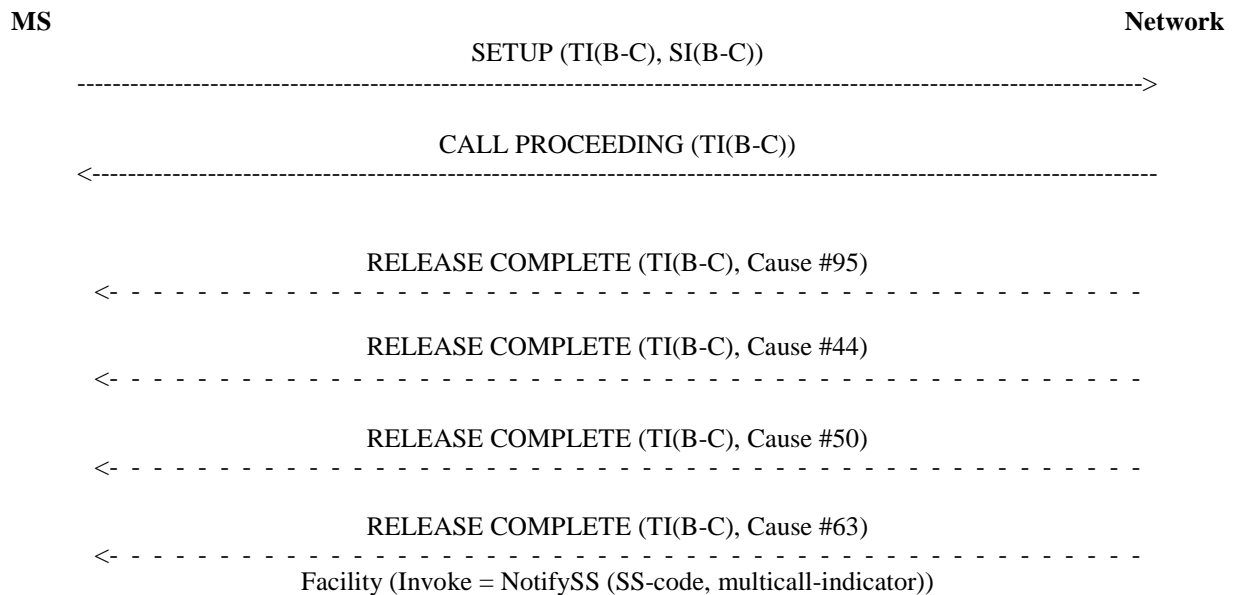 MS Network
SETUP (TI(B-C), SI(B-C))
CALL PROCEEDING (TI(B-C))
RELEASE COMPLETE (TI(B-C), Cause #95)
RELEASE COMPLETE (TI(B-C), Cause #44)
RELEASE COMPLETE (TI(B-C), Cause #50)
RELEASE COMPLETE (TI(B-C), Cause #63)
Facility (Invoke = NotifySS (SS-code, multicall-indicator))